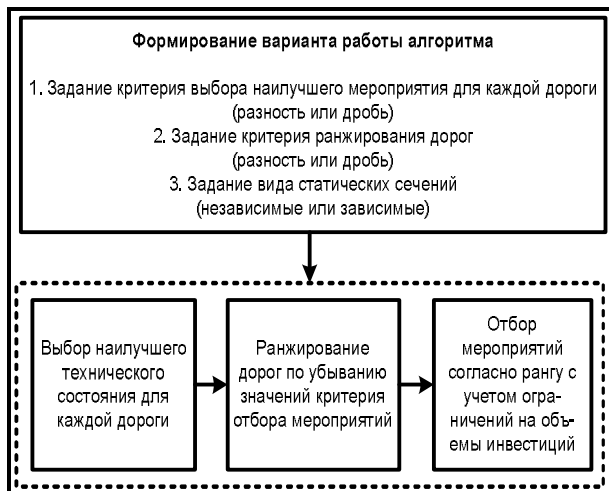 Формирование варианта работы алгоритма
1. Задание критерия выбора наилучшего мероприятия для каждой дороги
(разность или дробь)
2. Задание критерия ранжирования дорог
(разность или дробь)
3. Задание вида статических сечений
(независимые или зависимые)
Выбор наилучшего
технического
состояния для
каждой дороги
Ранжирование
дорог по убыванию
значений критерия
отбора мероприятий
Отбор
мероприятий
согласно рангу с
учетом огра-
ничений на объ-
емы инвестиций